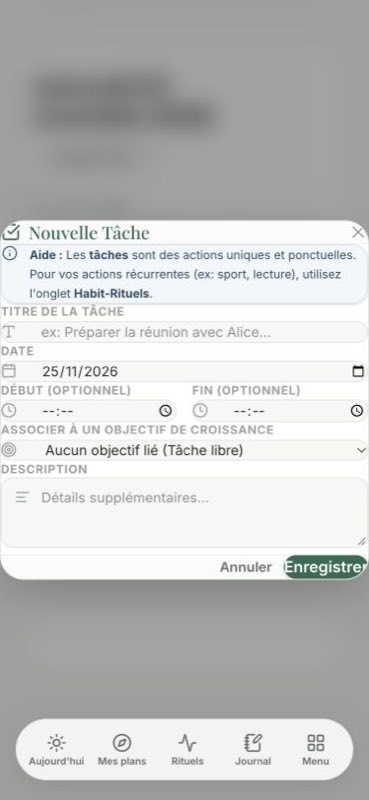 Nouvelle Tâche
Aide : Les tâches sont des actions uniques et ponctuelles.
Pour vos actions récurrentes (ex: sport, lecture), utilisez
l'onglet Habit-Rituels.
TITRE DE LA TÂCHE
ex: Préparer la réunion avec Alice...
DATE
25/11/2026
DÉBUT (OPTIONNEL) FIN (OPTIONNEL)
--:-- --:--
ASSOCIER À UN OBJECTIF DE CROISSANCE
Aucun objectif lié (Tâche libre)
DESCRIPTION
Détails supplémentaires...
Annuler Enregistrer
Aujourd'hui Mes plans Rituels Journal Menu